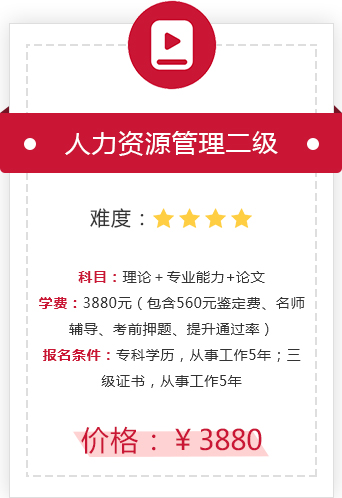 人力资源管理二级
难度：
科目：理论＋专业能力+论文
学费：3880元（包含560元鉴定费、名师
辅导、考前押题、提升通过率）
报名条件：专科学历，从事工作5年；三
级证书，从事工作5年
价格：￥3880